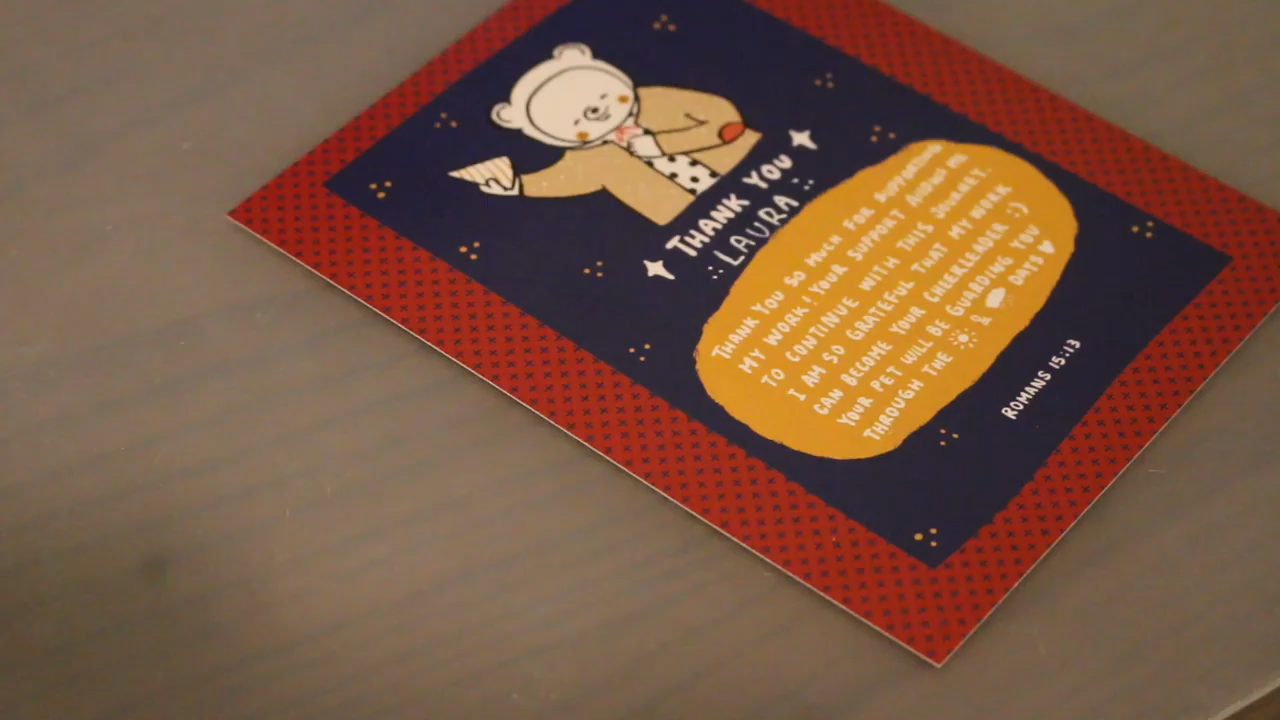 THANK YOU
LAURA
THANK YOU SO MUCH FOR SUPPORTING
MY WORK! YOUR SUPPORT ALLOWS ME
TO CONTINUE WITH THIS JOURNEY.
I AM SO GRATEFUL THAT MY WORK
CAN BECOME YOUR CHEERLEADER :)
YOUR PET WILL BE GUARDING YOU
THROUGH THE & DAYS
ROMANS 15:13